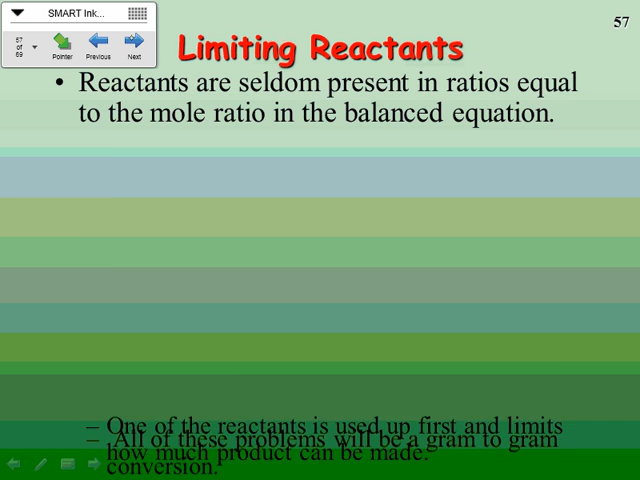 SMART Ink...
57
of
69
Pointer
Previous
Next
57
Limiting Reactants
• Reactants are seldom present in ratios equal
to the mole ratio in the balanced equation.
– One of the reactants is used up first and limits
how much product can be made.
– All of these problems will be a gram to gram
conversion.